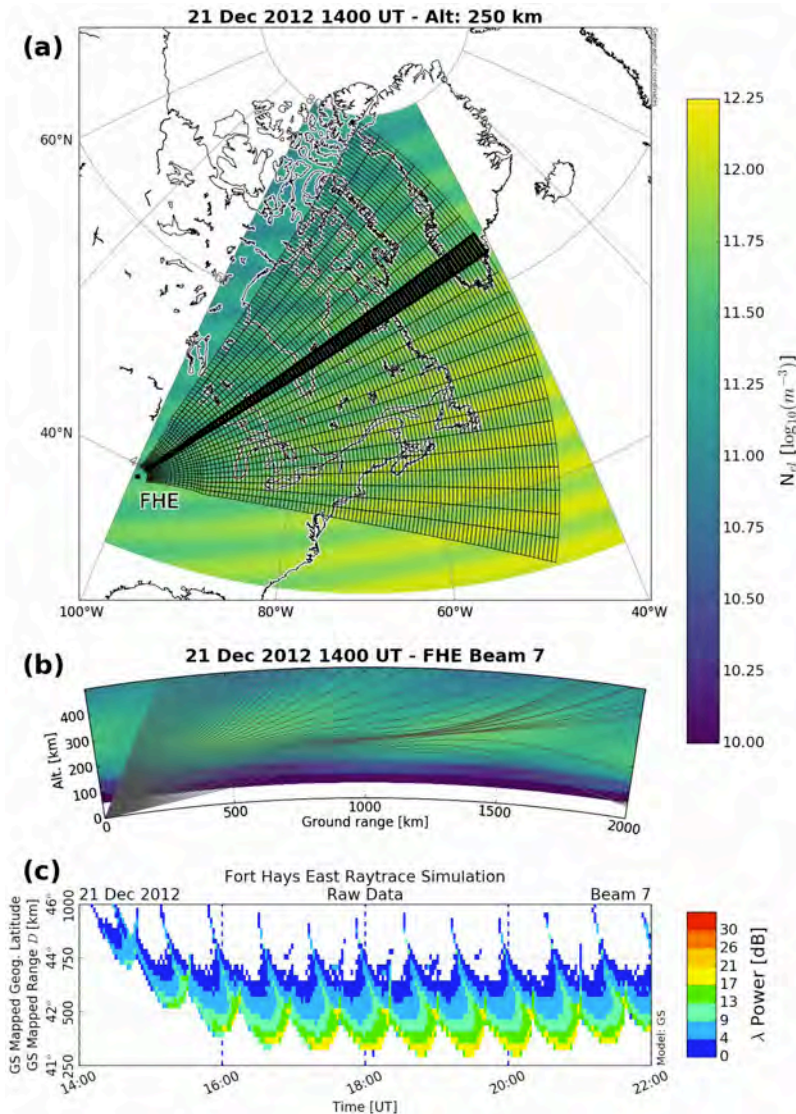 21 Dec 2012 1400 UT - Alt: 250 km
(a)
60°N
40°N
FHE
100°W
80°W
60°W
40°W
12.25
12.00
11.75
11.50
11.25
11.00
10.75
10.50
10.25
10.00
N_el [log_10(m^-3)]
(b)
21 Dec 2012 1400 UT - FHE Beam 7
Alt. [km]
400
300
200
100
0
0
500
1000
1500
2000
Ground range [km]
(c)
Fort Hays East Raytrace Simulation
21 Dec 2012
Raw Data
Beam 7
GS Mapped Geog. Latitude
GS Mapped Range D [km]
46°
44°
42°
41°
1000
750
500
250
14:00
16:00
18:00
20:00
22:00
Time [UT]
Model: GS
30
26
21
17
13
9
4
0
λ Power [dB]